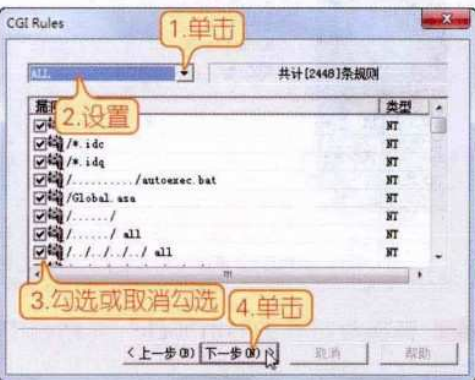 CGI Rules
1.单击
ALL
共计[2448]条规则
2.设置
类型
NT
/*.idc NT
/*.idq NT
/........../autoexec.bat NT
/Global.asa NT
/....../ NT
/....../ all NT
/../../../../ all NT
3.勾选或取消勾选
4.单击
<上一步(B)
下一步(N)
取消
帮助